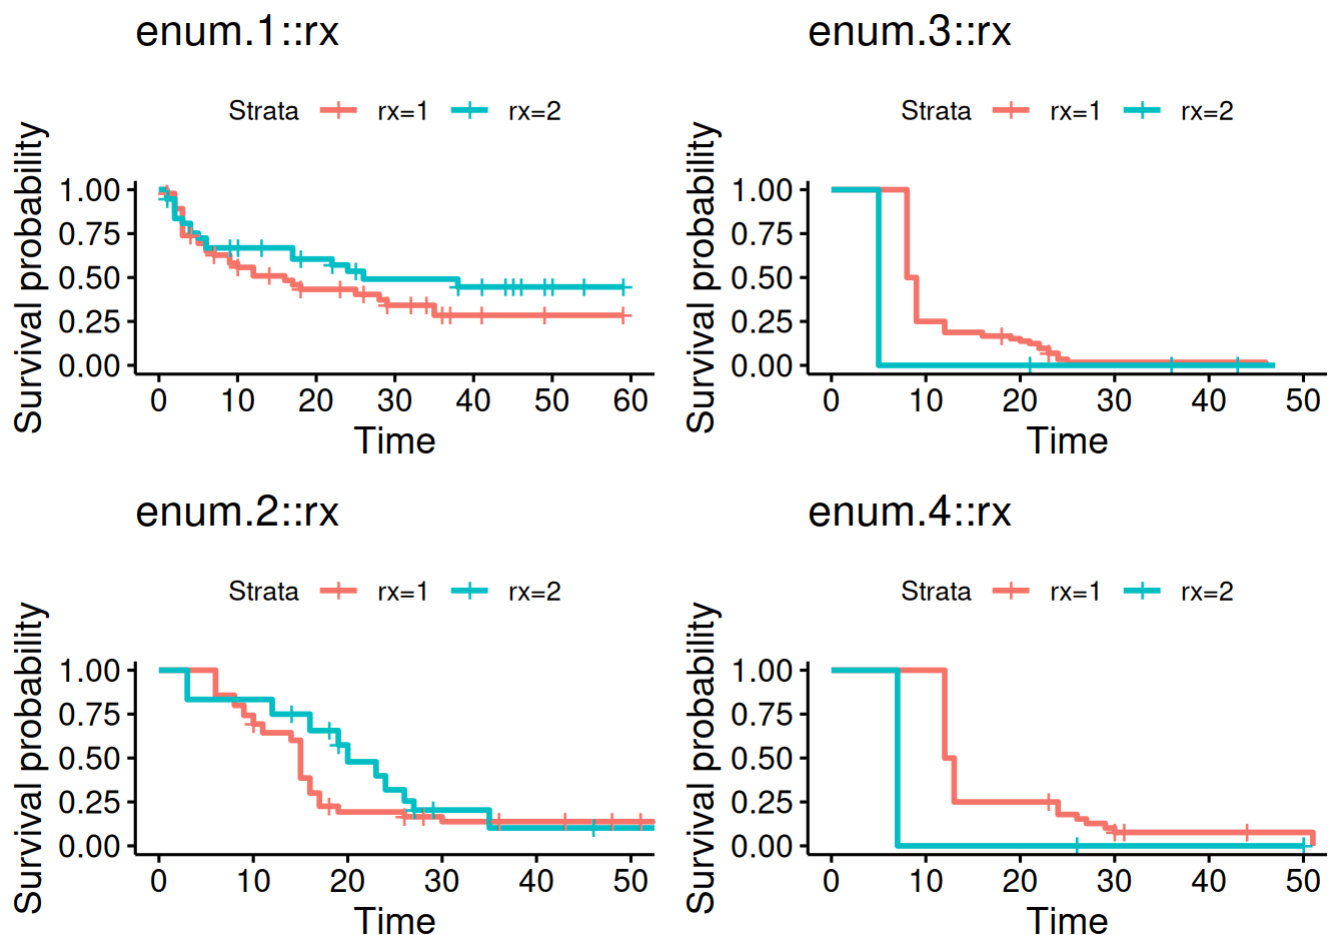 enum.1::rx
Strata rx=1 rx=2
Survival probability
1.00
0.75
0.50
0.25
0.00
0 10 20 30 40 50 60
Time
enum.3::rx
Strata rx=1 rx=2
Survival probability
1.00
0.75
0.50
0.25
0.00
0 10 20 30 40 50
Time
enum.2::rx
Strata rx=1 rx=2
Survival probability
1.00
0.75
0.50
0.25
0.00
0 10 20 30 40 50
Time
enum.4::rx
Strata rx=1 rx=2
Survival probability
1.00
0.75
0.50
0.25
0.00
0 10 20 30 40 50
Time